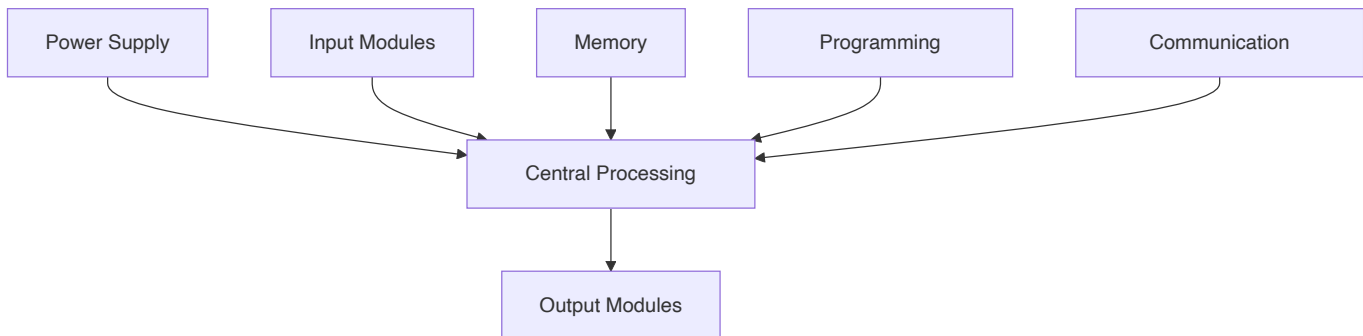 Power Supply
Input Modules
Memory
Programming
Communication
Central Processing
Output Modules